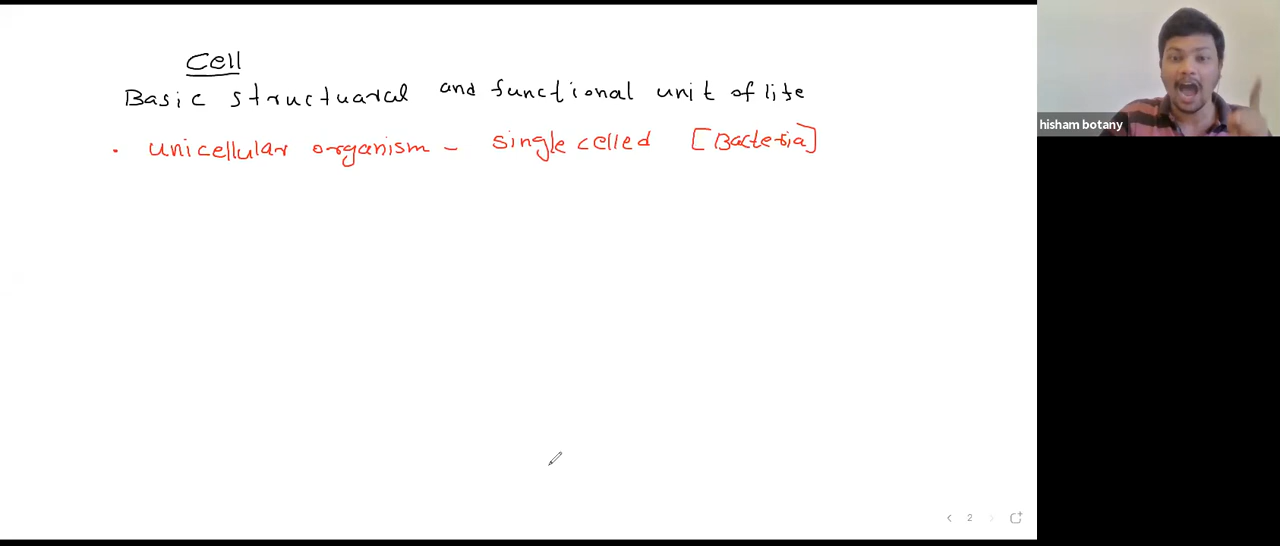 Cell
Basic structuaral and functional unit of life
. unicellular organism - single celled [Bacteria]
hisham botany
2